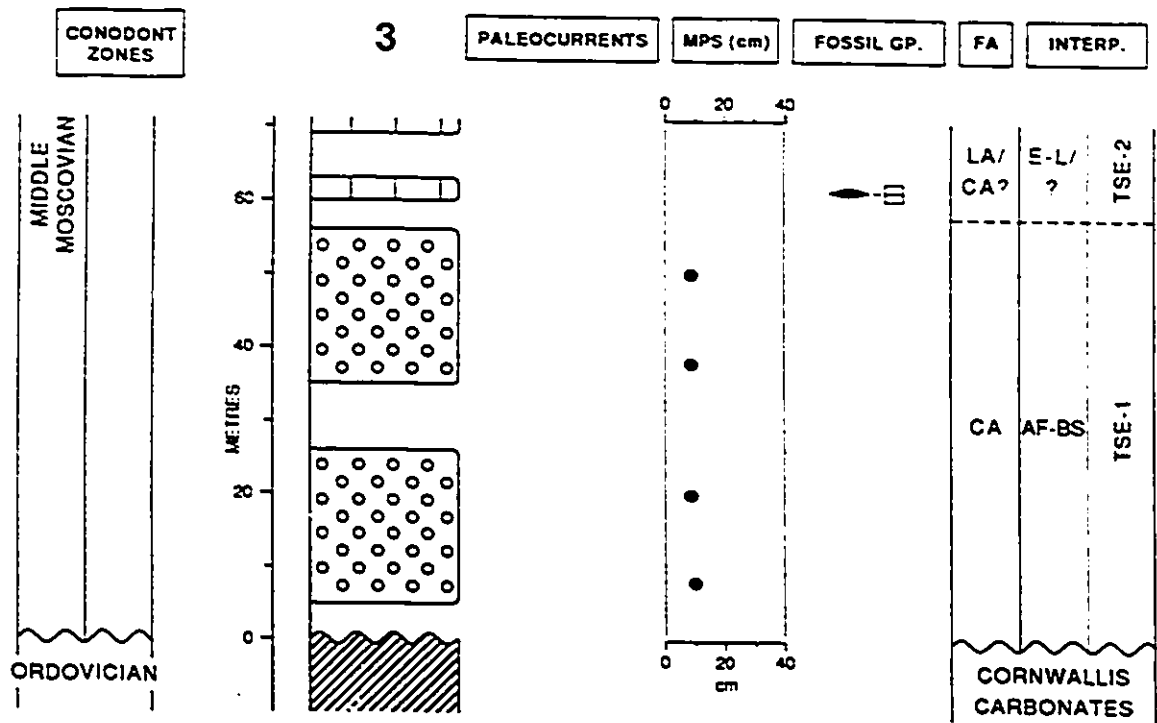 CONODONT
ZONES
3
PALEOCURRENTS
MPS (cm)
FOSSIL GP.
FA
INTERP.
0 20 40
MIDDLE
MOSCOVIAN
LA/
CA?
E-L/
?
TSE-2
60
40
METRES
CA
AF-BS
TSE-1
20
0
0 20 40
cm
ORDOVICIAN
CORNWALLIS
CARBONATES